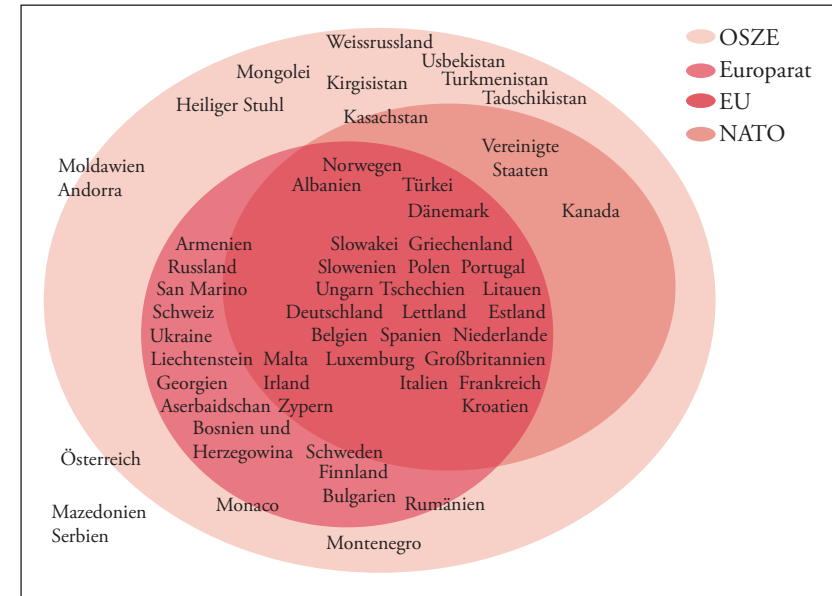 Weissrussland
OSZE
Europarat
EU
NATO
Usbekistan
Mongolei
Kirgisistan
Turkmenistan
Tadschikistan
Heiliger Stuhl
Kasachstan
Vereinigte
Staaten
Moldawien
Andorra
Norwegen
Albanien Türkei
Dänemark
Kanada
Armenien
Slowakei Griechenland
Russland
Slowenien Polen Portugal
San Marino
Ungarn Tschechien Litauen
Schweiz
Deutschland Lettland Estland
Ukraine
Belgien Spanien Niederlande
Liechtenstein Malta Luxemburg Großbritannien
Georgien Irland Italien Frankreich
Aserbaidschan Zypern Kroatien
Bosnien und
Herzegowina Schweden
Österreich
Finnland
Bulgarien
Monaco
Rumänien
Mazedonien
Serbien
Montenegro